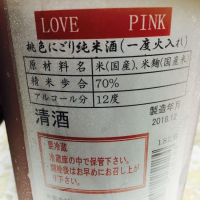 LOVE PINK
桃色にごり純米酒(一度火入れ)
原材料名 米(国産)、米麹(国産米
精米歩合 70%
アルコール分 12度
清酒
製造年月
2018.12
要冷蔵
・冷蔵庫の中で保管下さい。
・開栓後はお早めにお召し上が
り下さい。